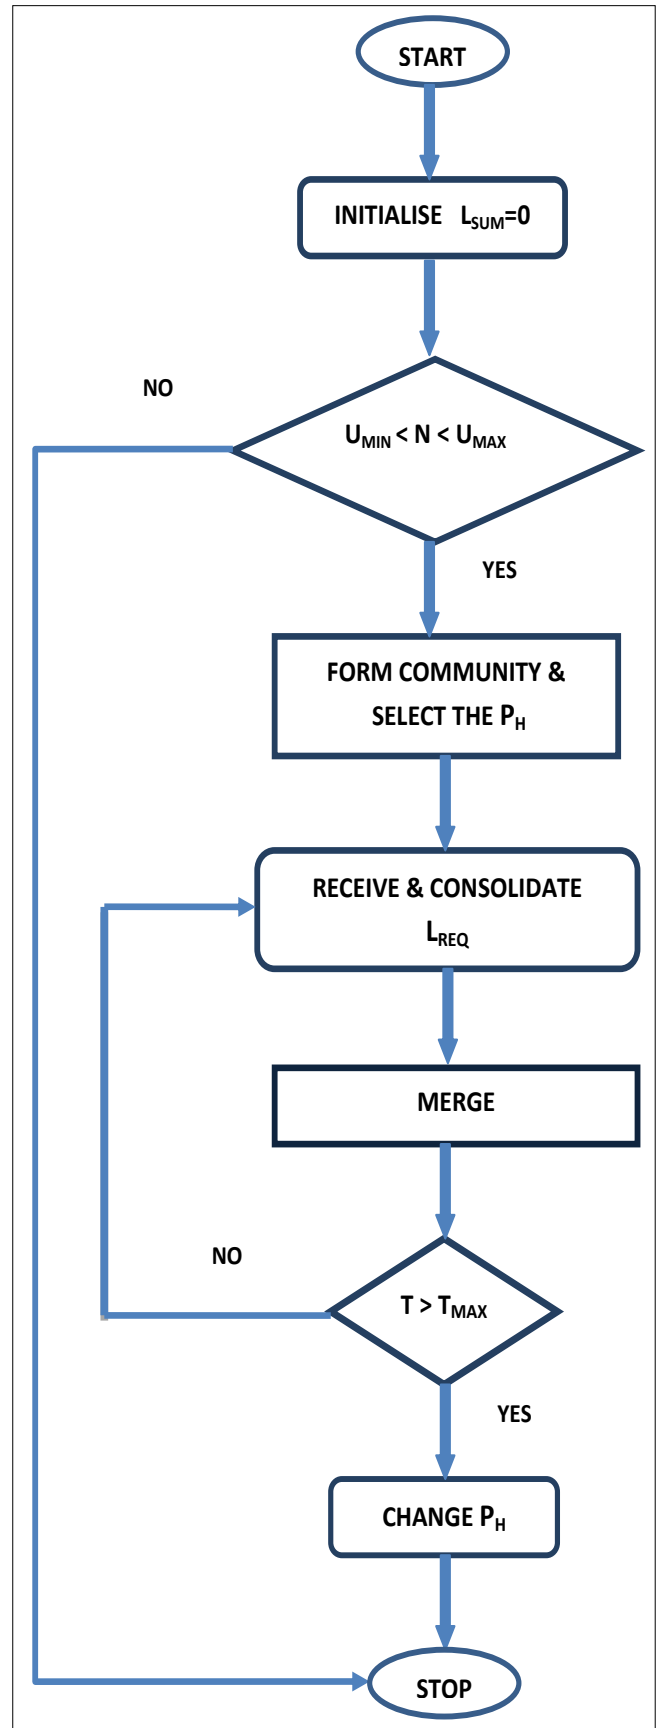 START
INITIALISE L_SUM=0
NO
U_MIN < N < U_MAX
YES
FORM COMMUNITY &
SELECT THE P_H
RECEIVE & CONSOLIDATE
L_REQ
MERGE
NO
T > T_MAX
YES
CHANGE P_H
STOP